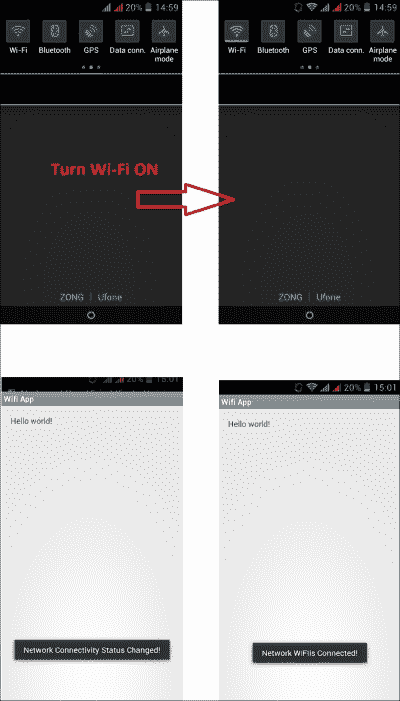 20% 14:59
Wi-Fi Bluetooth GPS Data conn. Airplane mode
ZONG | Ufone
20% 14:59
Wi-Fi Bluetooth GPS Data conn. Airplane mode
ZONG | Ufone
Turn Wi-Fi ON
20% 15:01
Wifi App
Hello world!
Network Connectivity Status Changed!
20% 15:01
Wifi App
Hello world!
Network WiFiis Connected!